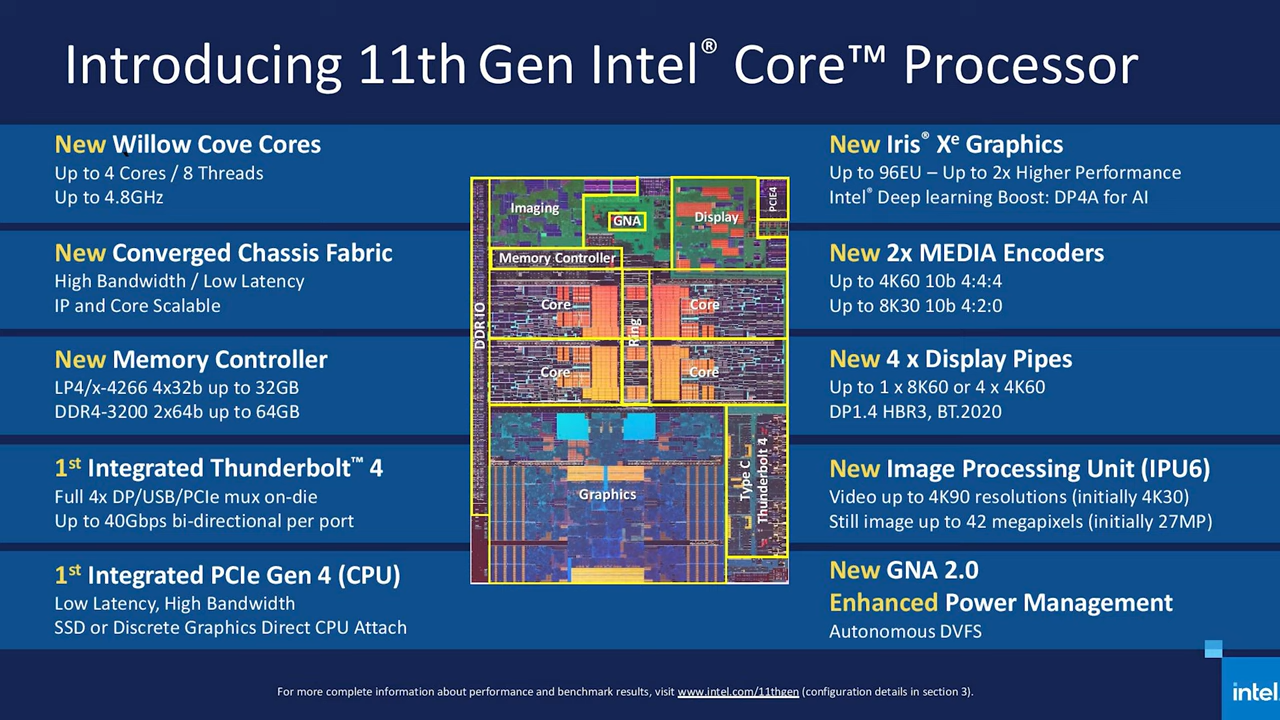 Introducing 11th Gen Intel® Core™ Processor
New Willow Cove Cores
Up to 4 Cores / 8 Threads
Up to 4.8GHz
New Converged Chassis Fabric
High Bandwidth / Low Latency
IP and Core Scalable
New Memory Controller
LP4/x-4266 4x32b up to 32GB
DDR4-3200 2x64b up to 64GB
1st Integrated Thunderbolt™ 4
Full 4x DP/USB/PCIe mux on-die
Up to 40Gbps bi-directional per port
1st Integrated PCIe Gen 4 (CPU)
Low Latency, High Bandwidth
SSD or Discrete Graphics Direct CPU Attach
Imaging
GNA
Display
PCIE4
Memory Controller
DDR IO
Core
Ring
Core
Core
Core
Graphics
Type C
Thunderbolt 4
New Iris® Xe Graphics
Up to 96EU – Up to 2x Higher Performance
Intel® Deep learning Boost: DP4A for AI
New 2x MEDIA Encoders
Up to 4K60 10b 4:4:4
Up to 8K30 10b 4:2:0
New 4 x Display Pipes
Up to 1 x 8K60 or 4 x 4K60
DP1.4 HBR3, BT.2020
New Image Processing Unit (IPU6)
Video up to 4K90 resolutions (initially 4K30)
Still image up to 42 megapixels (initially 27MP)
New GNA 2.0
Enhanced Power Management
Autonomous DVFS
For more complete information about performance and benchmark results, visit www.intel.com/11thgen (configuration details in section 3).
intel